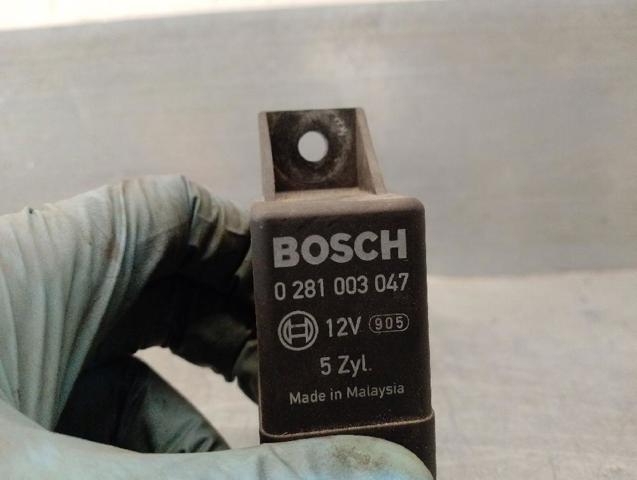 BOSCH
0 281 003 047
12V 905
5 Zyl.
Made in Malaysia